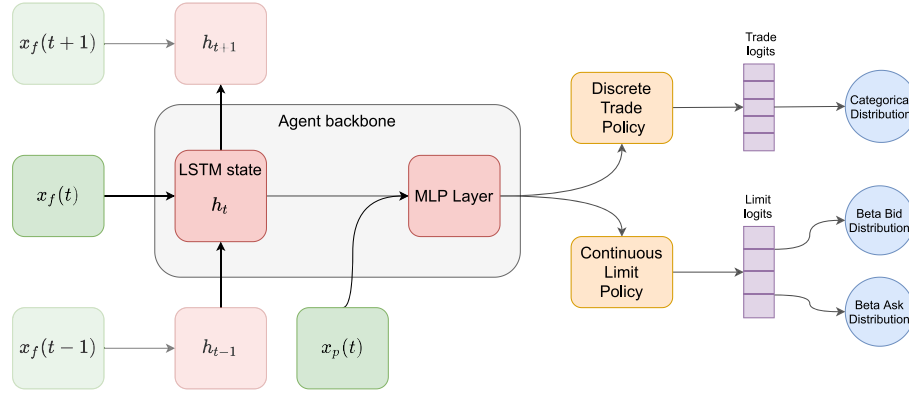 $x_f(t+1)$
$h_{t+1}$
Trade
logits
Discrete
Trade
Policy
Categorical
Distribution
Agent backbone
LSTM state
$h_t$
$x_f(t)$
MLP Layer
Limit
logits
Beta Bid
Distribution
Continuous
Limit
Policy
Beta Ask
Distribution
$x_f(t-1)$
$h_{t-1}$
$x_p(t)$